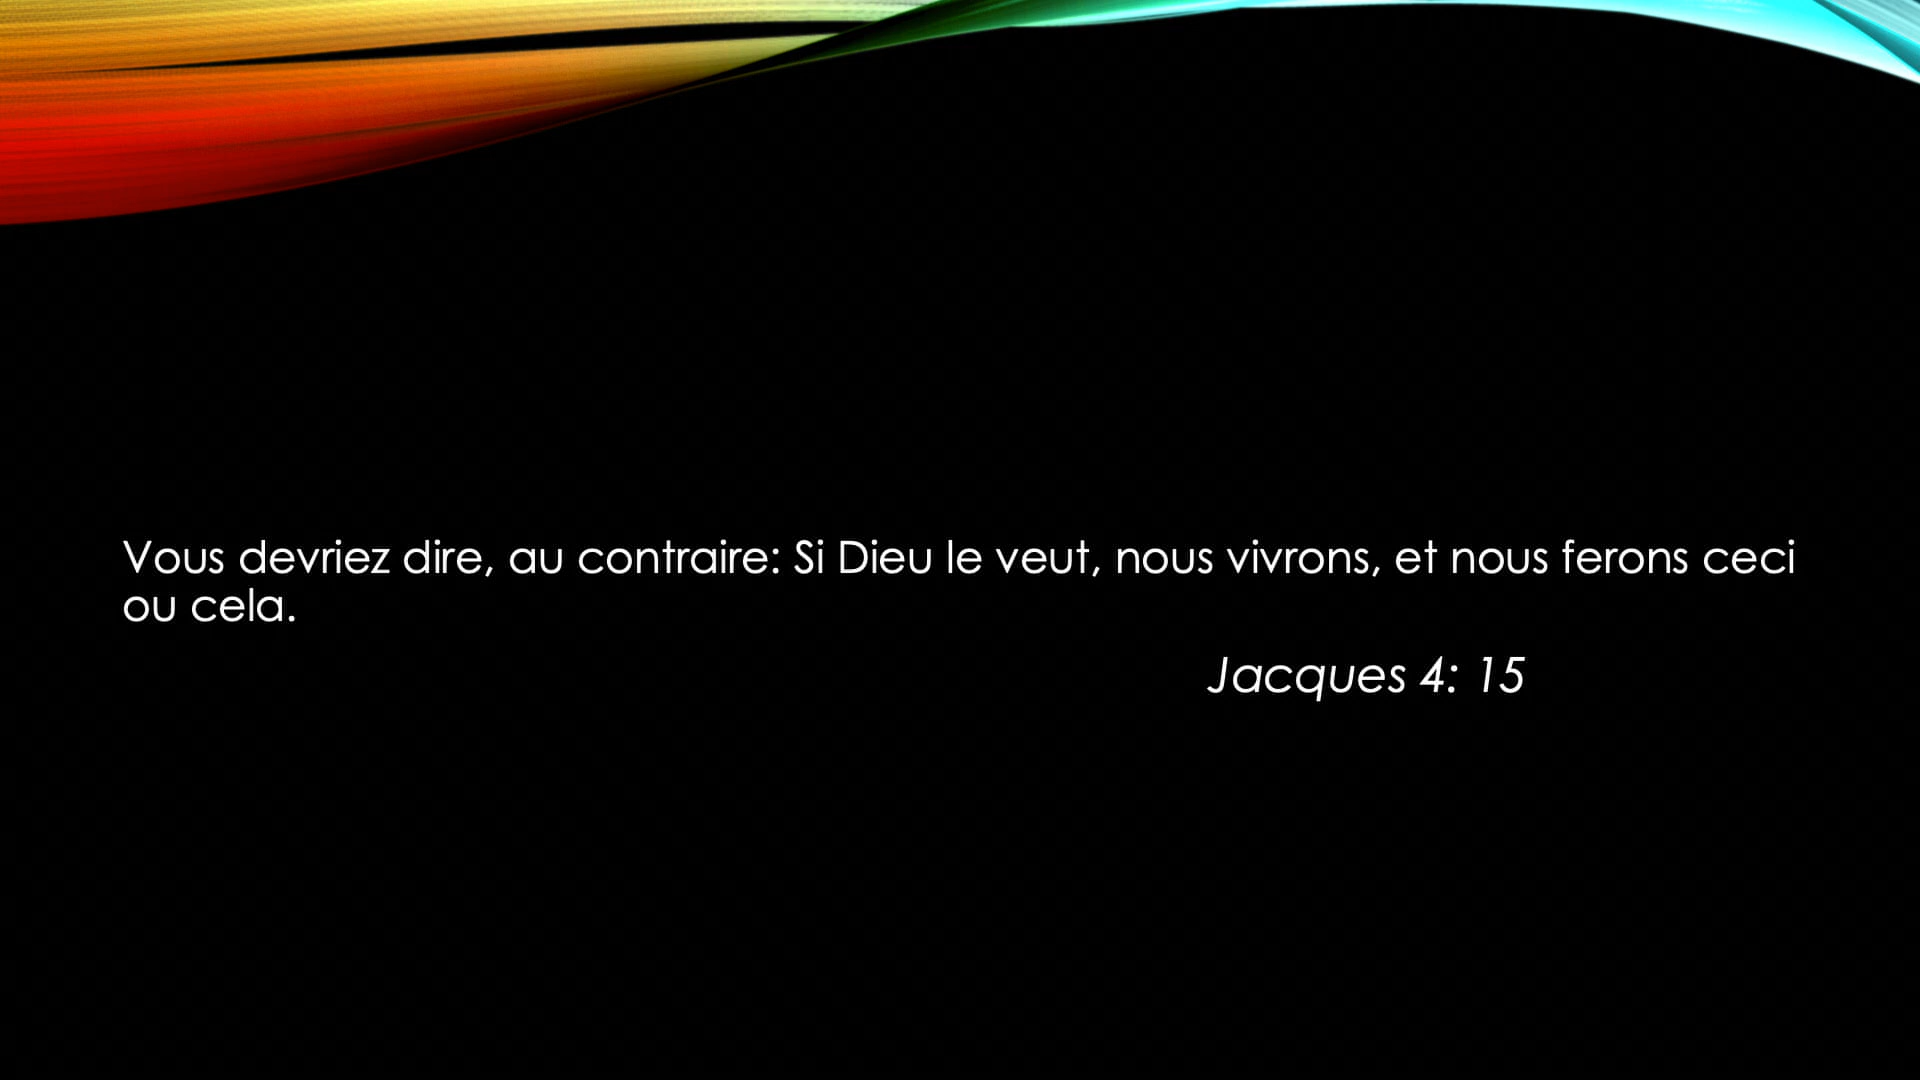 Vous devriez dire, au contraire: Si Dieu le veut, nous vivrons, et nous ferons ceci
ou cela.
Jacques 4: 15